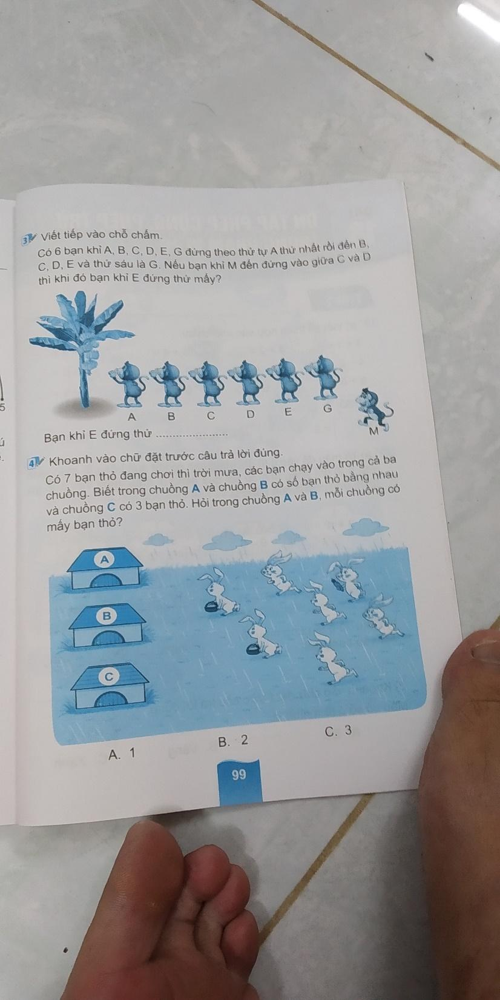 3 Viết tiếp vào chỗ chấm.
Có 6 bạn khỉ A, B, C, D, E, G đứng theo thứ tự A thứ nhất rồi đến B,
C, D, E và thứ sáu là G. Nếu bạn khỉ M đến đứng vào giữa C và D
thì khi đó bạn khỉ E đứng thứ mấy?
A B C D E G
M
Bạn khỉ E đứng thứ .....................
4 Khoanh vào chữ đặt trước câu trả lời đúng.
Có 7 bạn thỏ đang chơi thì trời mưa, các bạn chạy vào trong cả ba
chuồng. Biết trong chuồng A và chuồng B có số bạn thỏ bằng nhau
và chuồng C có 3 bạn thỏ. Hỏi trong chuồng A và B, mỗi chuồng có
mấy bạn thỏ?
A
B
C
A. 1 B. 2 C. 3
99
5